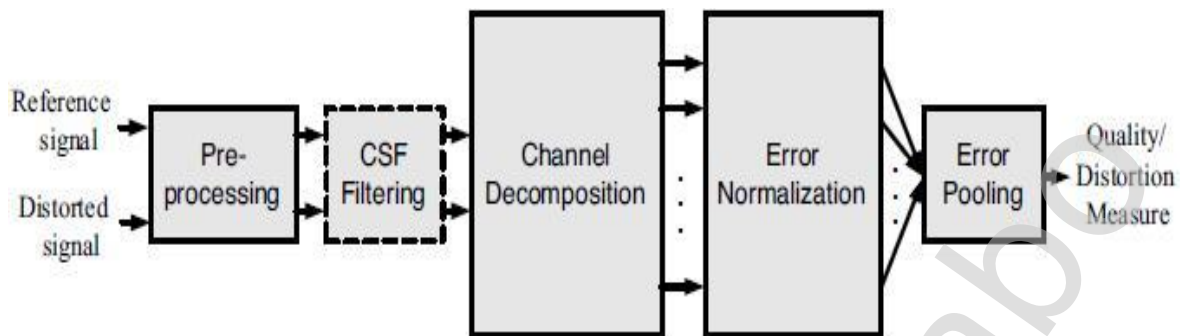 Reference
signal
Distorted
signal
Pre-
processing
CSF
Filtering
Channel
Decomposition
Error
Normalization
Error
Pooling
Quality/
Distortion
Measure